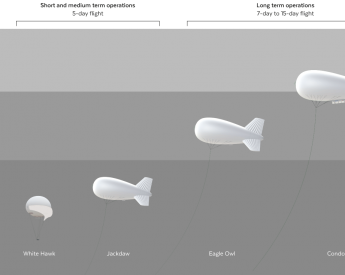 Short and medium term operations
5-day flight
Long term operations
7-day to 15-day flight
White Hawk
Jackdaw
Eagle Owl
Condo